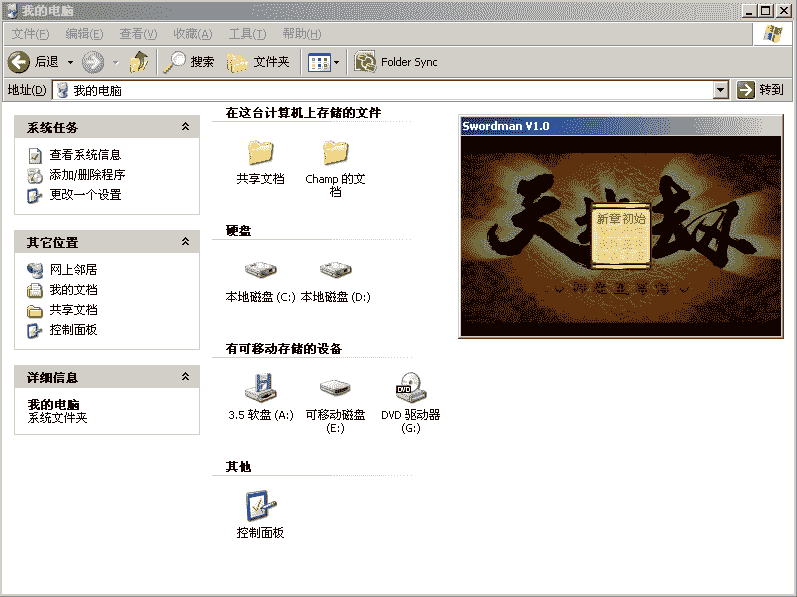 我的电脑
文件(F) 编辑(E) 查看(V) 收藏(A) 工具(T) 帮助(H)
后退 搜索 文件夹 Folder Sync
地址(D) 我的电脑 转到
系统任务
查看系统信息
添加/删除程序
更改一个设置
其它位置
网上邻居
我的文档
共享文档
控制面板
详细信息
我的电脑
系统文件夹
在这台计算机上存储的文件
共享文档 Champ 的文
档
硬盘
本地磁盘 (C:) 本地磁盘 (D:)
有可移动存储的设备
DVD
3.5 软盘 (A:) 可移动磁盘
(E:) DVD 驱动器
(G:)
其他
控制面板
Swordman V1.0
天地劫
新章初始